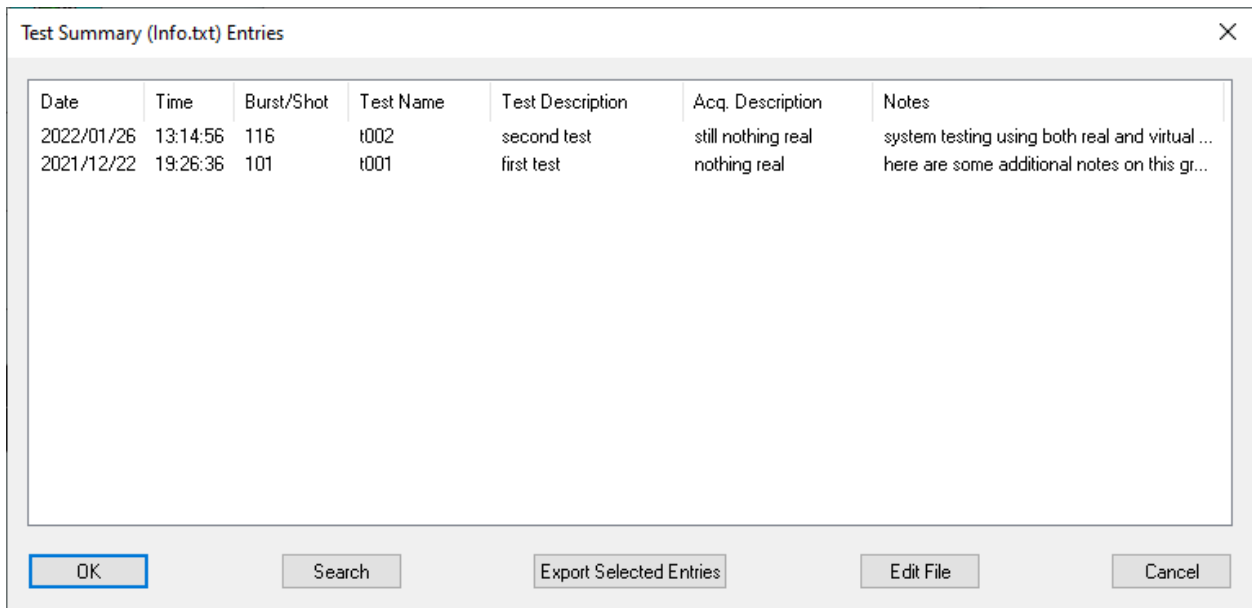 Test Summary (Info.txt) Entries
Date Time Burst/Shot Test Name Test Description Acq. Description Notes
2022/01/26 13:14:56 116 t002 second test still nothing real system testing using both real and virtual ...
2021/12/22 19:26:36 101 t001 first test nothing real here are some additional notes on this gr...
OK Search Export Selected Entries Edit File Cancel